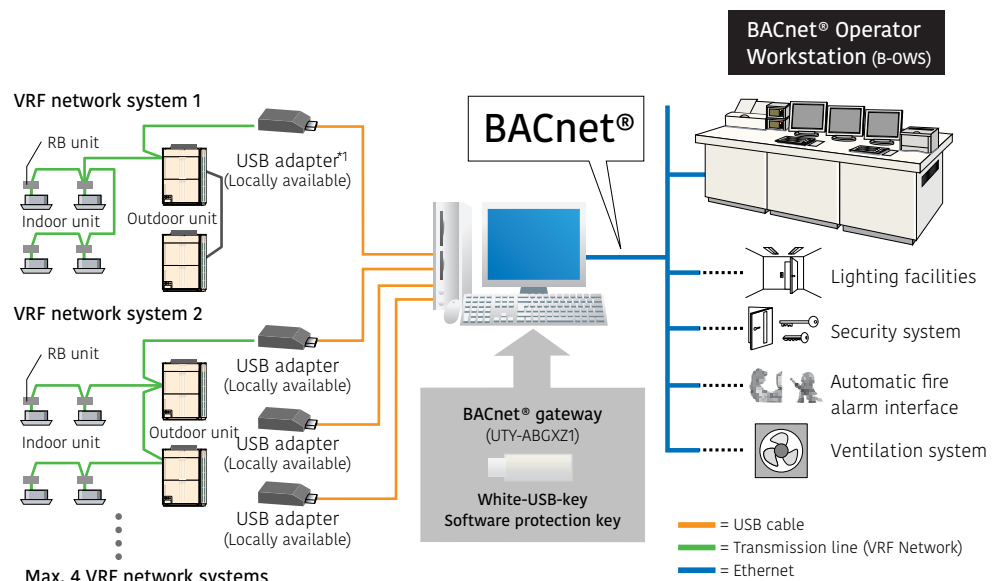 BACnet® Operator
Workstation (B-OWS)
VRF network system 1
RB unit
Indoor unit
Outdoor unit
USB adapter*1
(Locally available)
BACnet®
VRF network system 2
RB unit
Indoor unit
Outdoor unit
USB adapter
(Locally available)
USB adapter
(Locally available)
USB adapter
(Locally available)
Max. 4 VRF network systems
BACnet® gateway
(UTY-ABGXZ1)
White-USB-key
Software protection key
Lighting facilities
Security system
Automatic fire
alarm interface
Ventilation system
= USB cable
= Transmission line (VRF Network)
= Ethernet